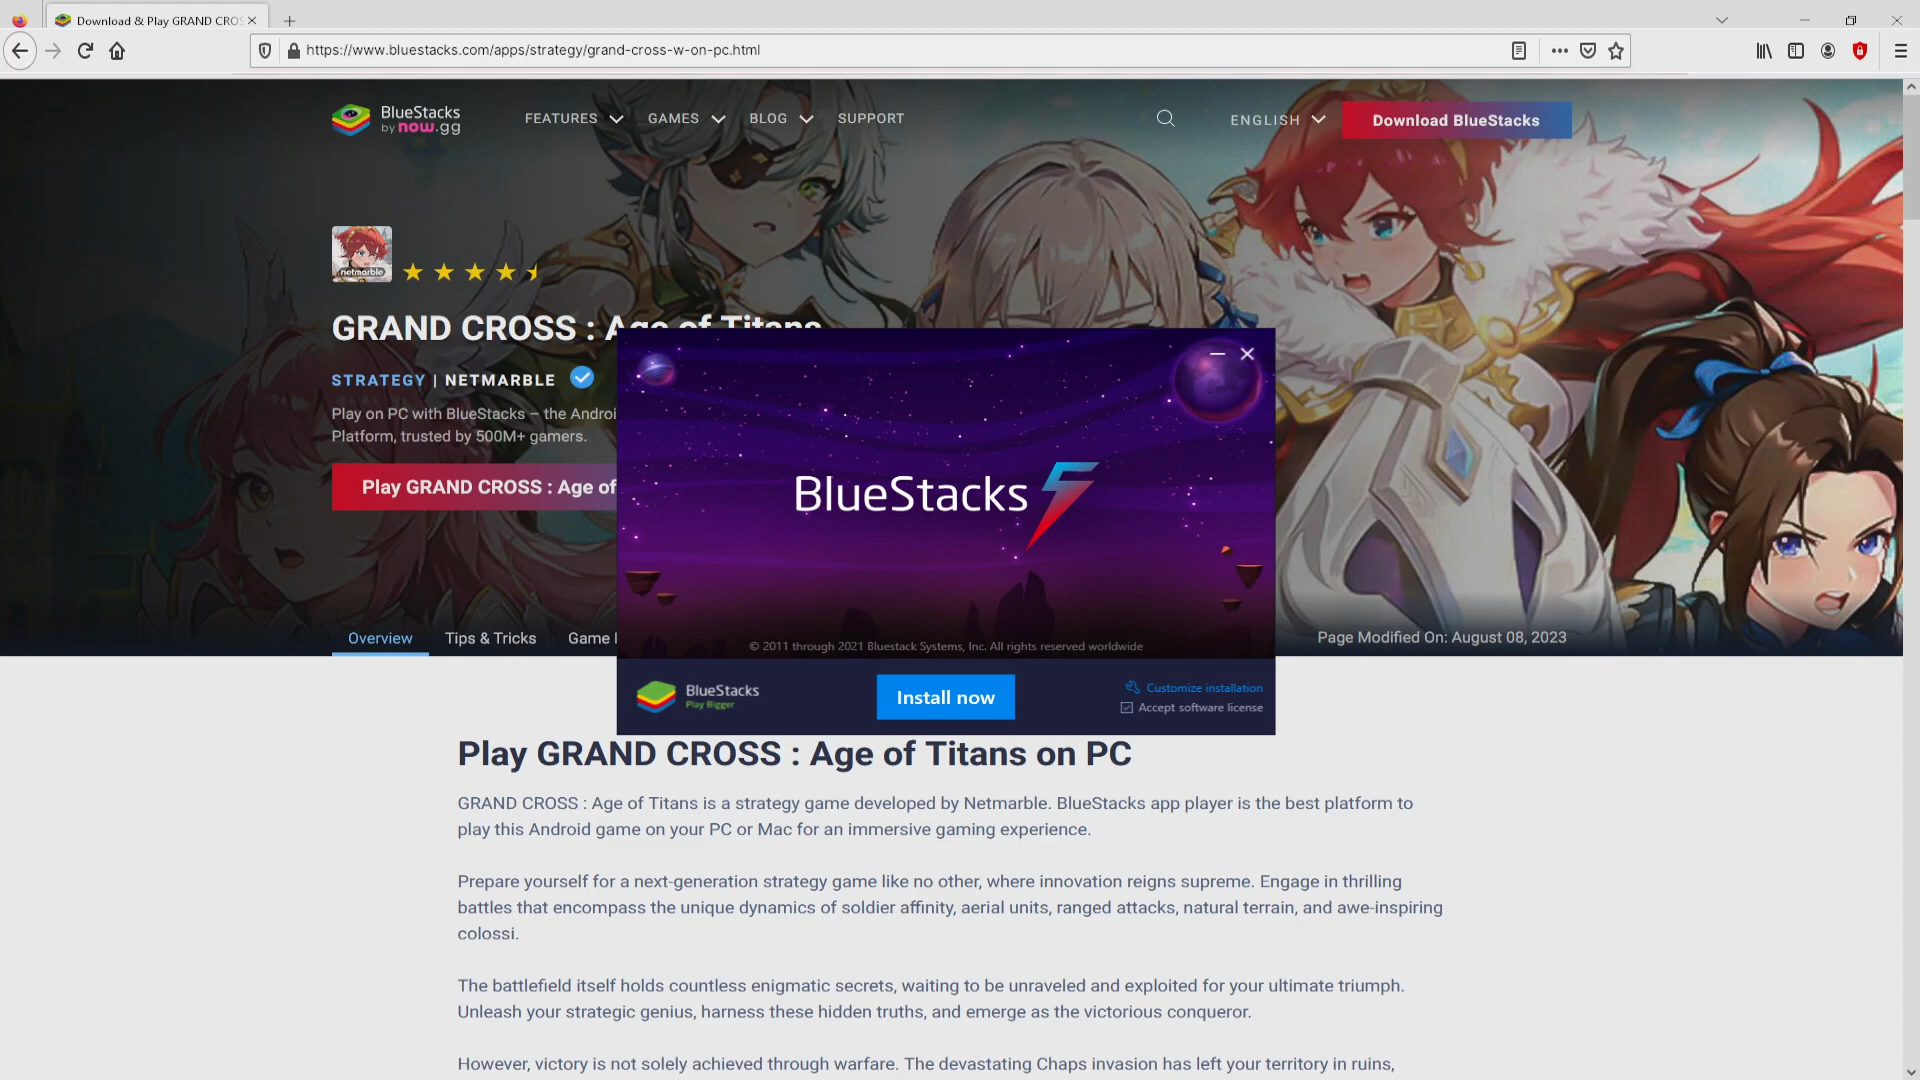 Download & Play GRAND CROS
https://www.bluestacks.com/apps/strategy/grand-cross-w-on-pc.html
BlueStacks
by now.gg
FEATURES
GAMES
BLOG
SUPPORT
ENGLISH
Download BlueStacks
netmarble
GRAND CROSS : Age of Titans
STRATEGY | NETMARBLE
Play on PC with BlueStacks – the Androi
Platform, trusted by 500M+ gamers.
Play GRAND CROSS : Age of
Overview
Tips & Tricks
Game
Page Modified On: August 08, 2023
BlueStacks 5
© 2011 through 2021 Bluestack Systems, Inc. All rights reserved worldwide
BlueStacks
Play Bigger
Install now
Customize installation
Accept software license
Play GRAND CROSS : Age of Titans on PC
GRAND CROSS : Age of Titans is a strategy game developed by Netmarble. BlueStacks app player is the best platform to
play this Android game on your PC or Mac for an immersive gaming experience.
Prepare yourself for a next-generation strategy game like no other, where innovation reigns supreme. Engage in thrilling
battles that encompass the unique dynamics of soldier affinity, aerial units, ranged attacks, natural terrain, and awe-inspiring
colossi.
The battlefield itself holds countless enigmatic secrets, waiting to be unraveled and exploited for your ultimate triumph.
Unleash your strategic genius, harness these hidden truths, and emerge as the victorious conqueror.
However, victory is not solely achieved through warfare. The devastating Chaps invasion has left your territory in ruins,